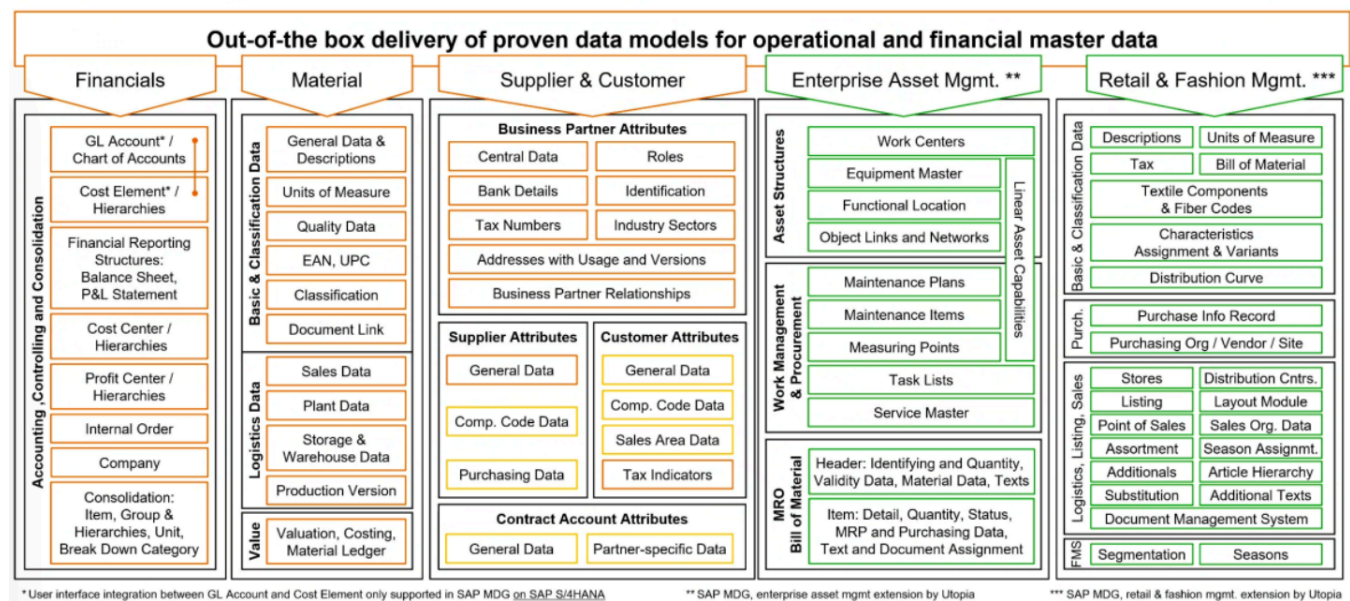 Out-of-the box delivery of proven data models for operational and financial master data
Financials
Accounting ,Controlling and Consolidation
GL Account* /
Chart of Accounts
Cost Element* /
Hierarchies
Financial Reporting
Structures:
Balance Sheet,
P&L Statement
Cost Center /
Hierarchies
Profit Center /
Hierarchies
Internal Order
Company
Consolidation:
Item, Group &
Hierarchies, Unit,
Break Down Category
Material
Basic & Classification Data
General Data &
Descriptions
Units of Measure
Quality Data
EAN, UPC
Classification
Document Link
Logistics Data
Sales Data
Plant Data
Storage &
Warehouse Data
Production Version
Value
Valuation, Costing,
Material Ledger
Supplier & Customer
Business Partner Attributes
Central Data
Roles
Bank Details
Identification
Tax Numbers
Industry Sectors
Addresses with Usage and Versions
Business Partner Relationships
Supplier Attributes
General Data
Comp. Code Data
Purchasing Data
Customer Attributes
General Data
Comp. Code Data
Sales Area Data
Tax Indicators
Contract Account Attributes
General Data
Partner-specific Data
Enterprise Asset Mgmt. **
Asset Structures
Work Centers
Equipment Master
Functional Location
Object Links and Networks
Linear Asset Capabilities
Work Management
& Procurement
Maintenance Plans
Maintenance Items
Measuring Points
Task Lists
Service Master
MRO
Bill of Material
Header: Identifying and Quantity,
Validity Data, Material Data, Texts
Item: Detail, Quantity, Status,
MRP and Purchasing Data,
Text and Document Assignment
Retail & Fashion Mgmt. ***
Basic & Classification Data
Descriptions
Units of Measure
Tax
Bill of Material
Textile Components
& Fiber Codes
Characteristics
Assignment & Variants
Distribution Curve
Purch.
Purchase Info Record
Purchasing Org / Vendor / Site
Logistics, Listing, Sales
Stores
Distribution Cntrs.
Listing
Layout Module
Point of Sales
Sales Org. Data
Assortment
Season Assignmt.
Additionals
Article Hierarchy
Substitution
Additional Texts
Document Management System
FMS
Segmentation
Seasons
* User interface integration between GL Account and Cost Element only supported in SAP MDG on SAP S/4HANA
** SAP MDG, enterprise asset mgmt extension by Utopia
*** SAP MDG, retail & fashion mgmt. extension by Utopia